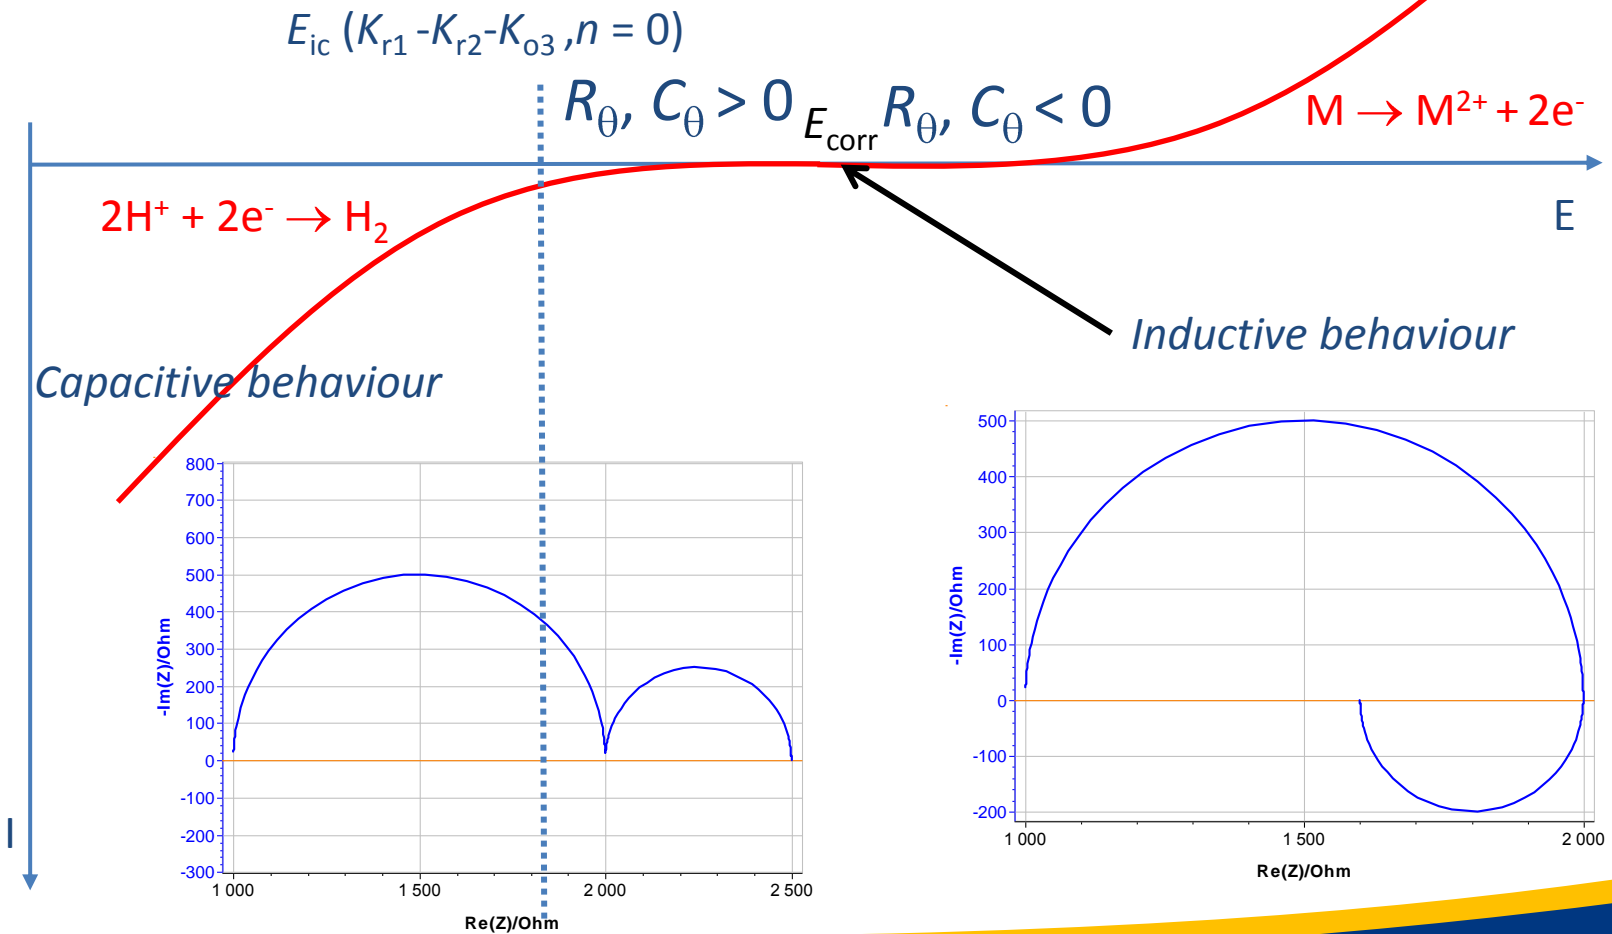 E_ic (K_r1 -K_r2-K_o3 ,n = 0)
R_θ, C_θ > 0
E_corr
R_θ, C_θ < 0
M → M²⁺ + 2e⁻
2H⁺ + 2e⁻ → H₂
E
Inductive behaviour
Capacitive behaviour
I
800
700
600
500
400
300
200
100
0
-100
-200
-300
-Im(Z)/Ohm
1 000
1 500
2 000
2 500
Re(Z)/Ohm
500
400
300
200
100
0
-100
-200
-Im(Z)/Ohm
1 000
1 500
2 000
Re(Z)/Ohm